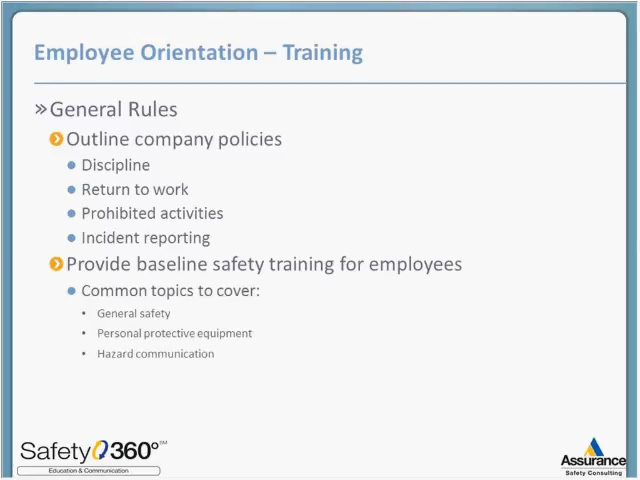 Employee Orientation – Training
General Rules
Outline company policies
Discipline
Return to work
Prohibited activities
Incident reporting
Provide baseline safety training for employees
Common topics to cover:
General safety
Personal protective equipment
Hazard communication
Safety 360° SM
Education & Communication
Assurance
Safety Consulting